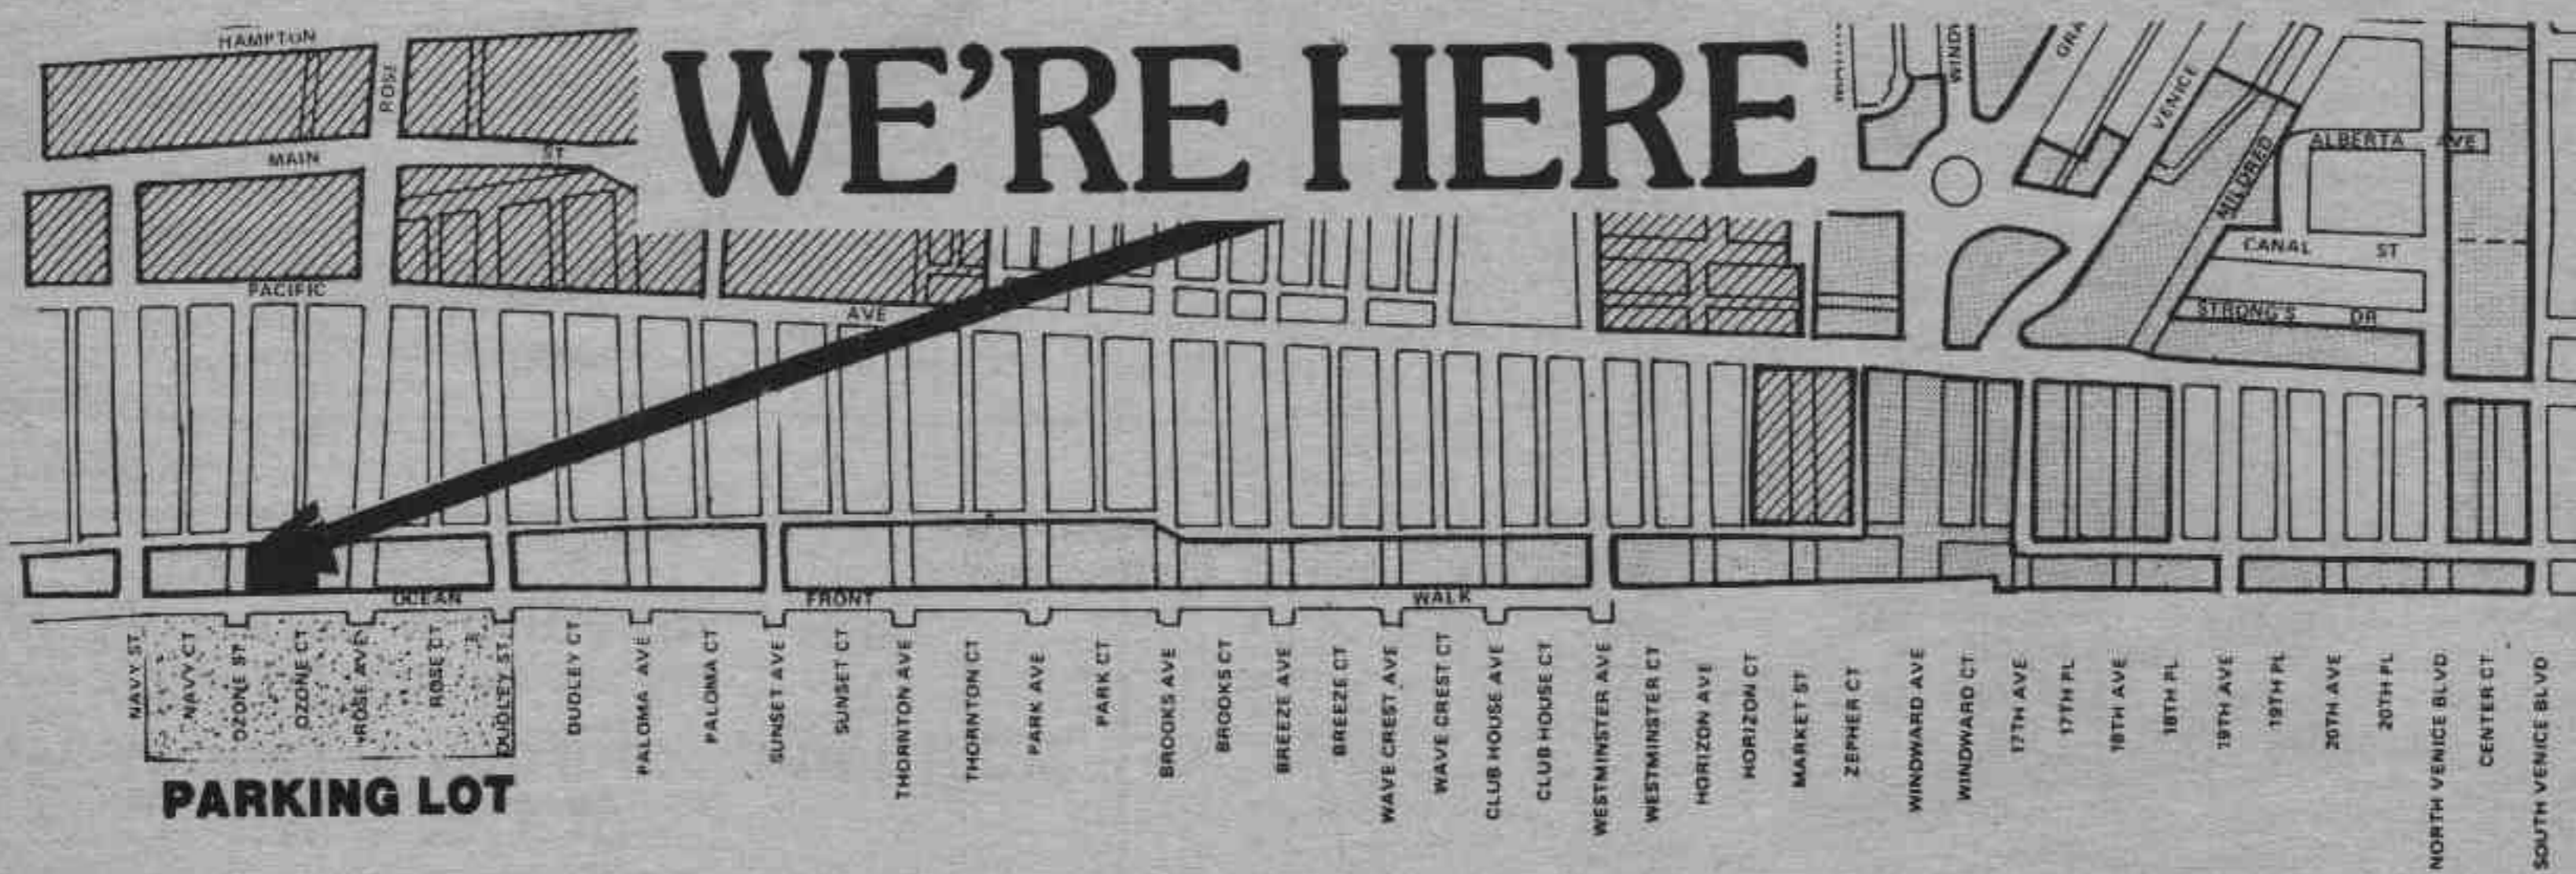 HAMPTON
ROSE
WE'RE HERE
VENICE
MILDRED
ALBERTA AVE
MAIN ST
CANAL ST
PACIFIC AVE
STRONG'S DR
OCEAN FRONT WALK
NAVY ST
NAVY CT
OZONE ST
OZONE CT
ROSE AVE
ROSE CT
DUDLEY ST
DUDLEY CT
PALOMA AVE
PALOMA CT
SUNSET AVE
SUNSET CT
THORNTON AVE
THORNTON CT
PARK AVE
PARK CT
BROOKS AVE
BROOKS CT
BREEZE AVE
BREEZE CT
WAVE CREST AVE
WAVE CREST CT
CLUB HOUSE AVE
CLUB HOUSE CT
WESTMINSTER AVE
WESTMINSTER CT
HORIZON AVE
HORIZON CT
MARKET ST
ZEPHER CT
WINDWARD AVE
WINDWARD CT
17TH AVE
17TH PL
18TH AVE
18TH PL
19TH AVE
19TH PL
20TH AVE
20TH PL
NORTH VENICE BLVD
CENTER CT
SOUTH VENICE BLVD
PARKING LOT